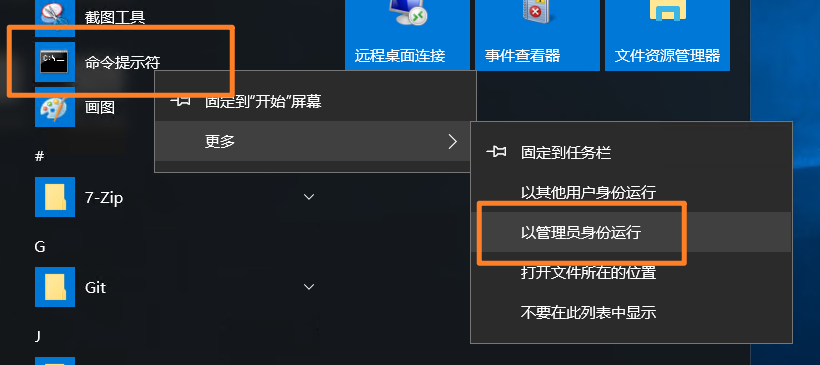 截图工具
命令提示符
画图
#
7-Zip
G
Git
J
远程桌面连接
事件查看器
文件资源管理器
固定到"开始"屏幕
更多
固定到任务栏
以其他用户身份运行
以管理员身份运行
打开文件所在的位置
不要在此列表中显示